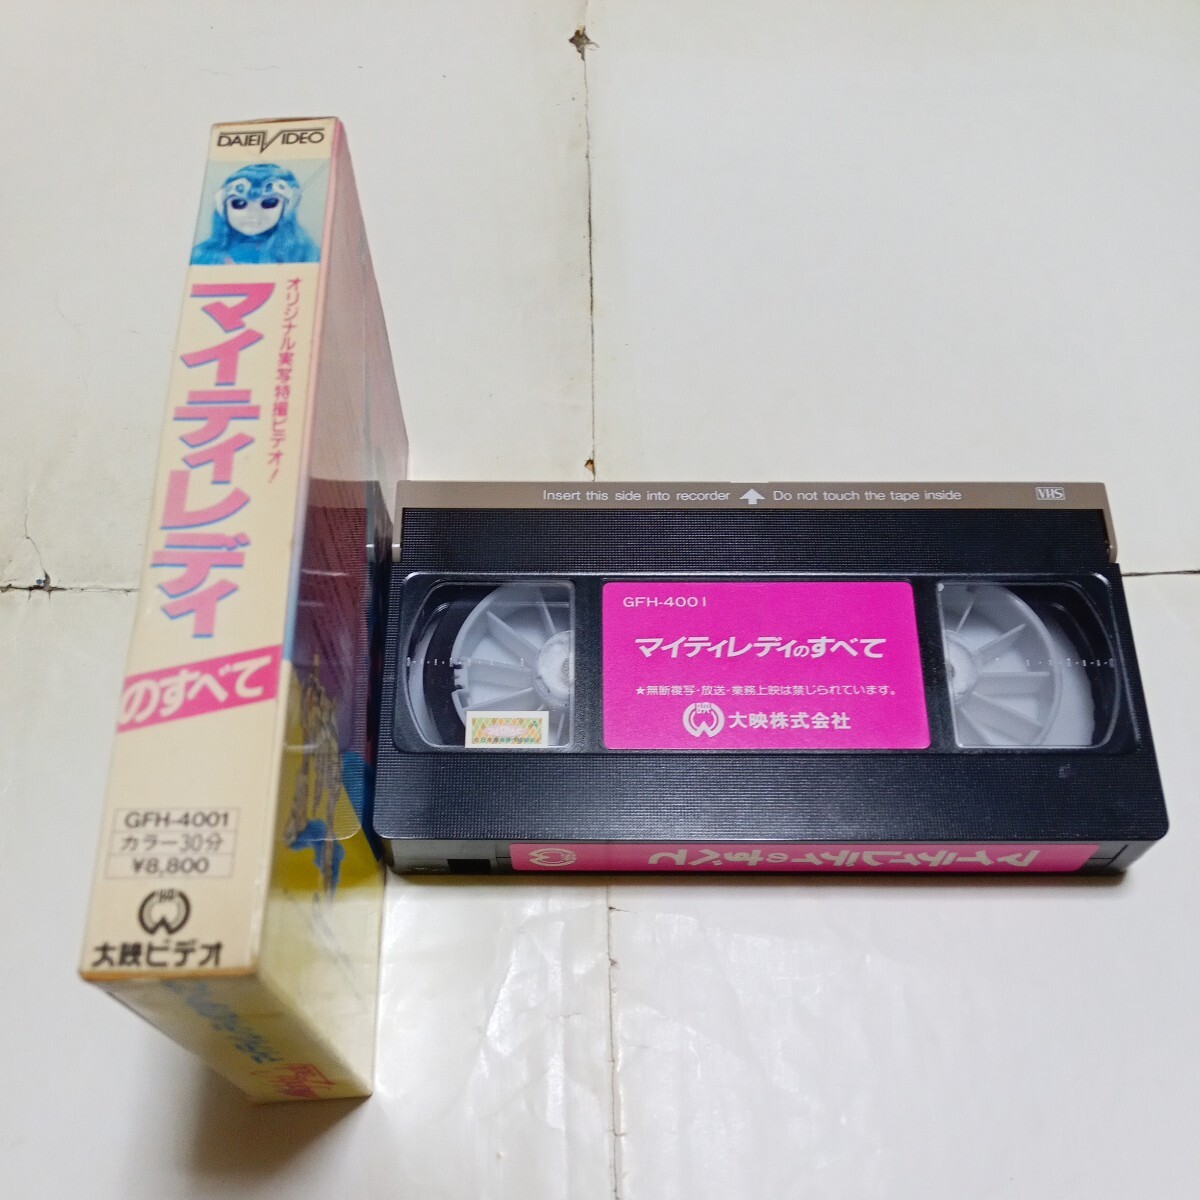 DAIEI VIDEO
オリジナル実写特撮ビデオ!
マイティレディ
のすべて
GFH-4001
カラー30分
¥8,800
大映ビデオ
Insert this side into recorder
Do not touch the tape inside
VHS
GFH-4001
マイティレディのすべて
★無断複写・放送・業務上映は禁じられています。
大映株式会社
マイティレディのすべて